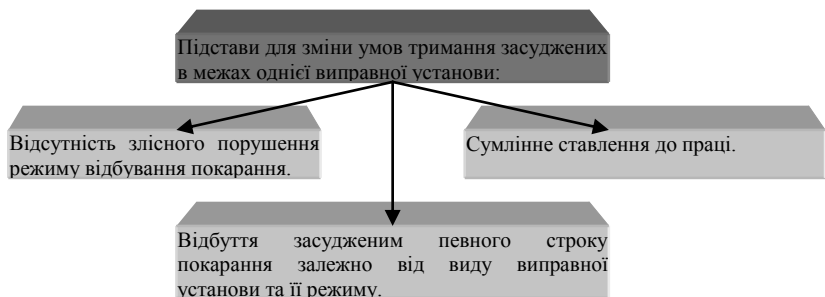 Підстави для зміни умов тримання засуджених
в межах однієї виправної установи:
Відсутність злісного порушення
режиму відбування покарання.
Сумлінне ставлення до праці.
Відбуття засудженим певного строку
покарання залежно від виду виправної
установи та її режиму.